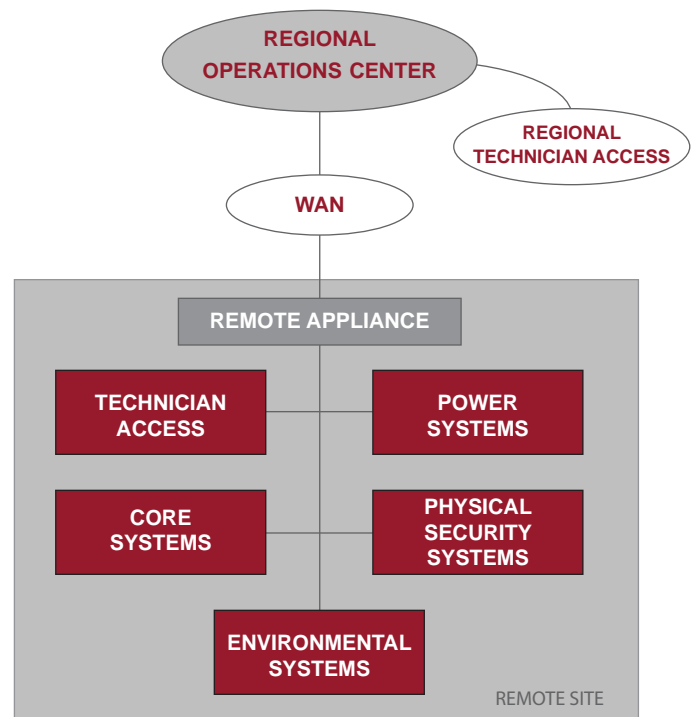 REGIONAL
OPERATIONS CENTER
REGIONAL
TECHNICIAN ACCESS
WAN
REMOTE APPLIANCE
TECHNICIAN
ACCESS
POWER
SYSTEMS
CORE
SYSTEMS
PHYSICAL
SECURITY
SYSTEMS
ENVIRONMENTAL
SYSTEMS
REMOTE SITE